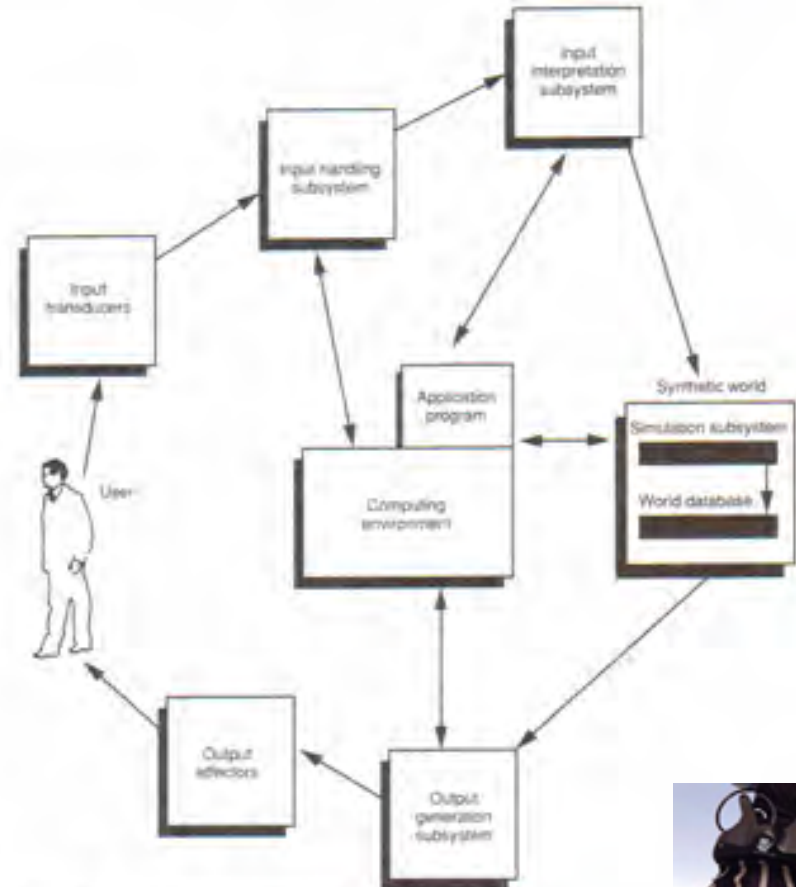 Input
interpretation
subsystem
Input handling
subsystem
Input
transducers
Application
program
Synthetic world
Simulation subsystem
World database
User
Computing
environment
Output
effectors
Output
generation
subsystem